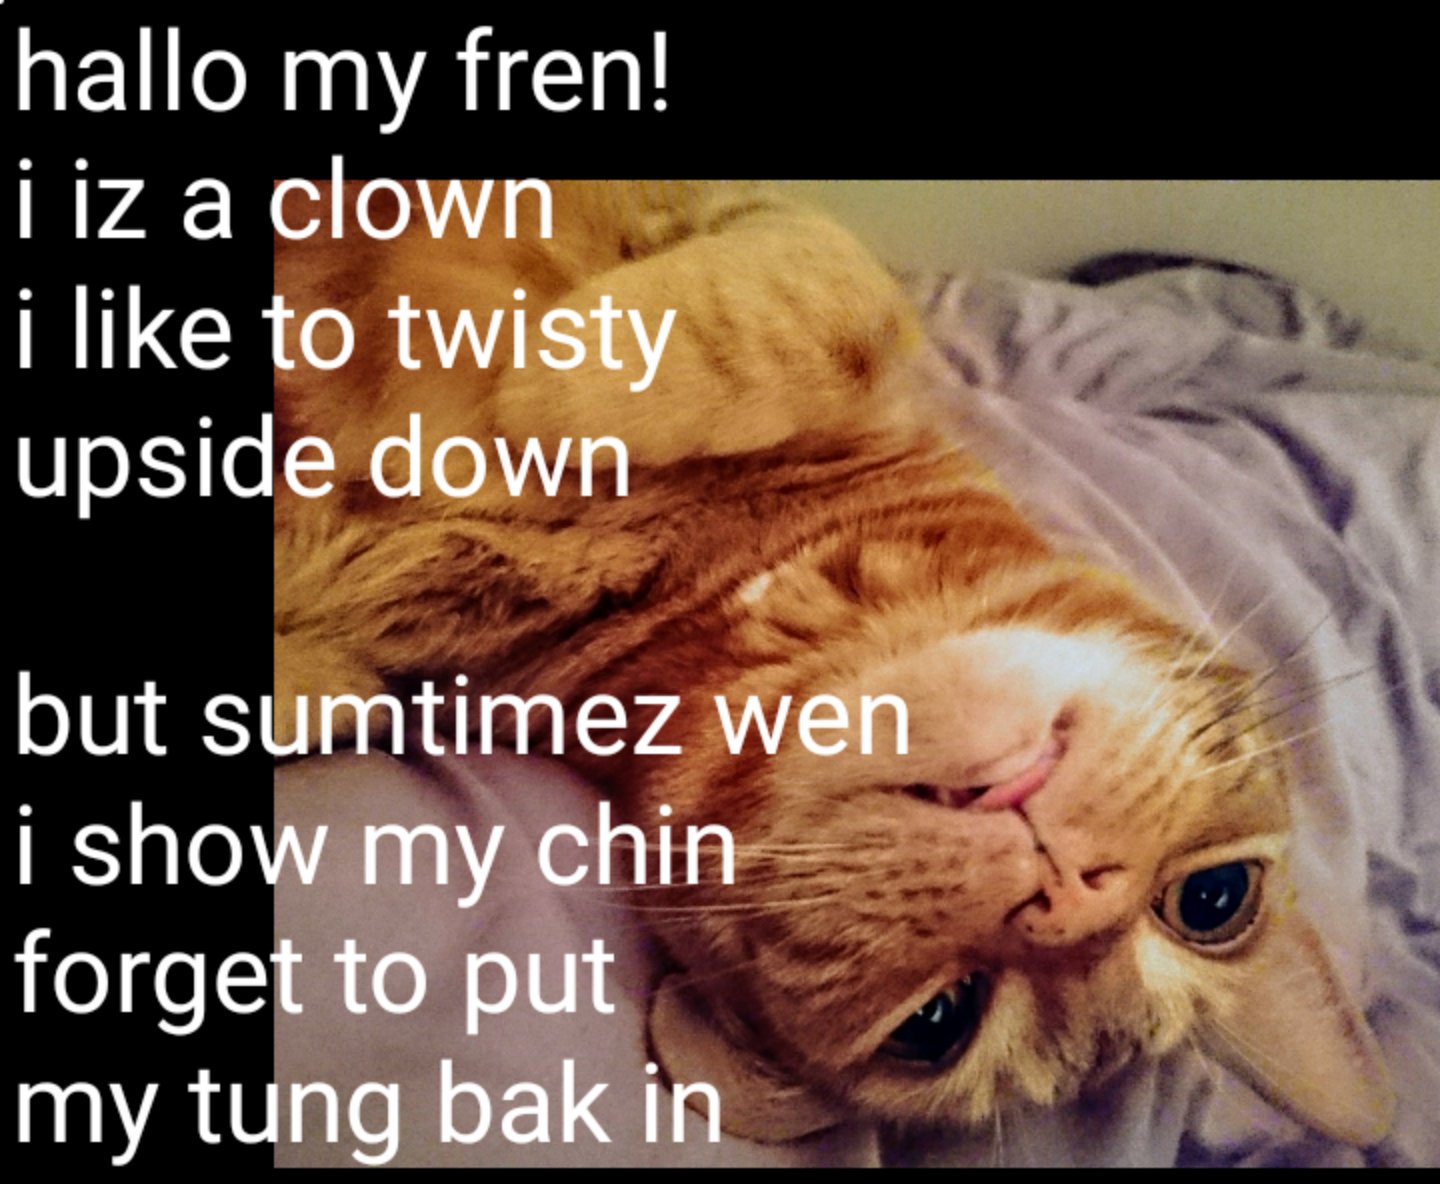 hallo my fren!
i iz a clown
i like to twisty
upside down
but sumtimez wen
i show my chin
forget to put
my tung bak in